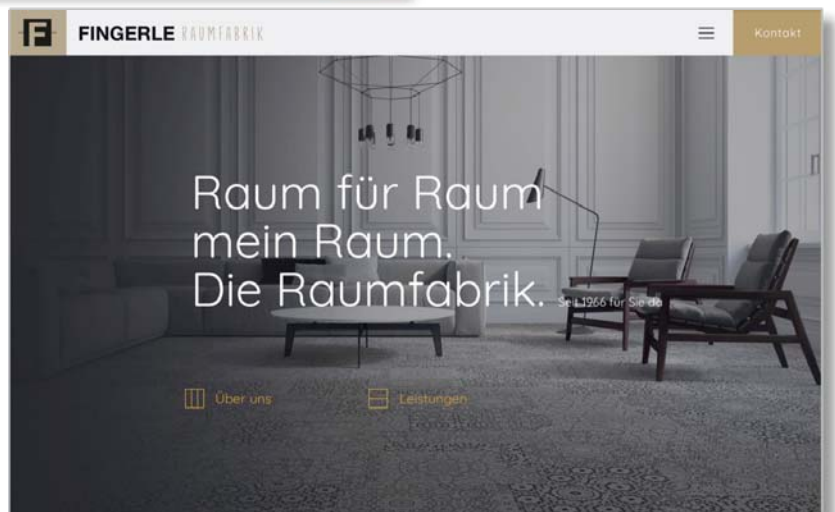 F FINGERLE RAUMFABRIK
Kontakt
Raum für Raum
mein Raum.
Die Raumfabrik. Seit 1966 für Sie da
Über uns
Leistungen